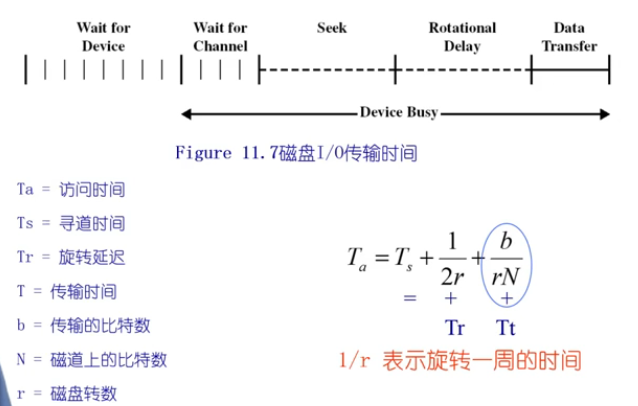 Wait for Device
Wait for Channel
Seek
Rotational Delay
Data Transfer
Device Busy
Figure 11.7磁盘I/O传输时间
Ta = 访问时间
Ts = 寻道时间
Tr = 旋转延迟
T = 传输时间
b = 传输的比特数
N = 磁道上的比特数
r = 磁盘转数
T_a = T_s + 1/2r + b/rN
= + +
Tr Tt
1/r 表示旋转一周的时间